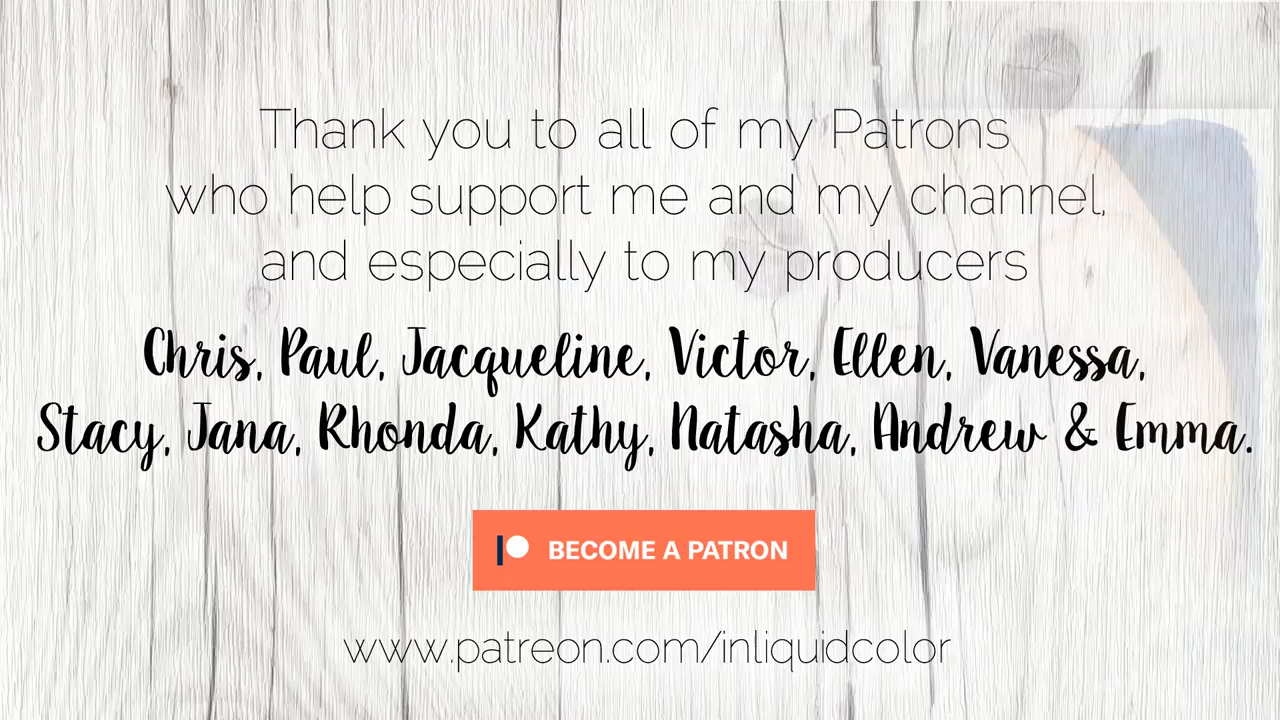 Thank you to all of my Patrons
who help support me and my channel,
and especially to my producers
Chris, Paul, Jacqueline, Victor, Ellen, Vanessa,
Stacy, Jana, Rhonda, Kathy, Natasha, Andrew & Emma.
BECOME A PATRON
www.patreon.com/inliquidcolor